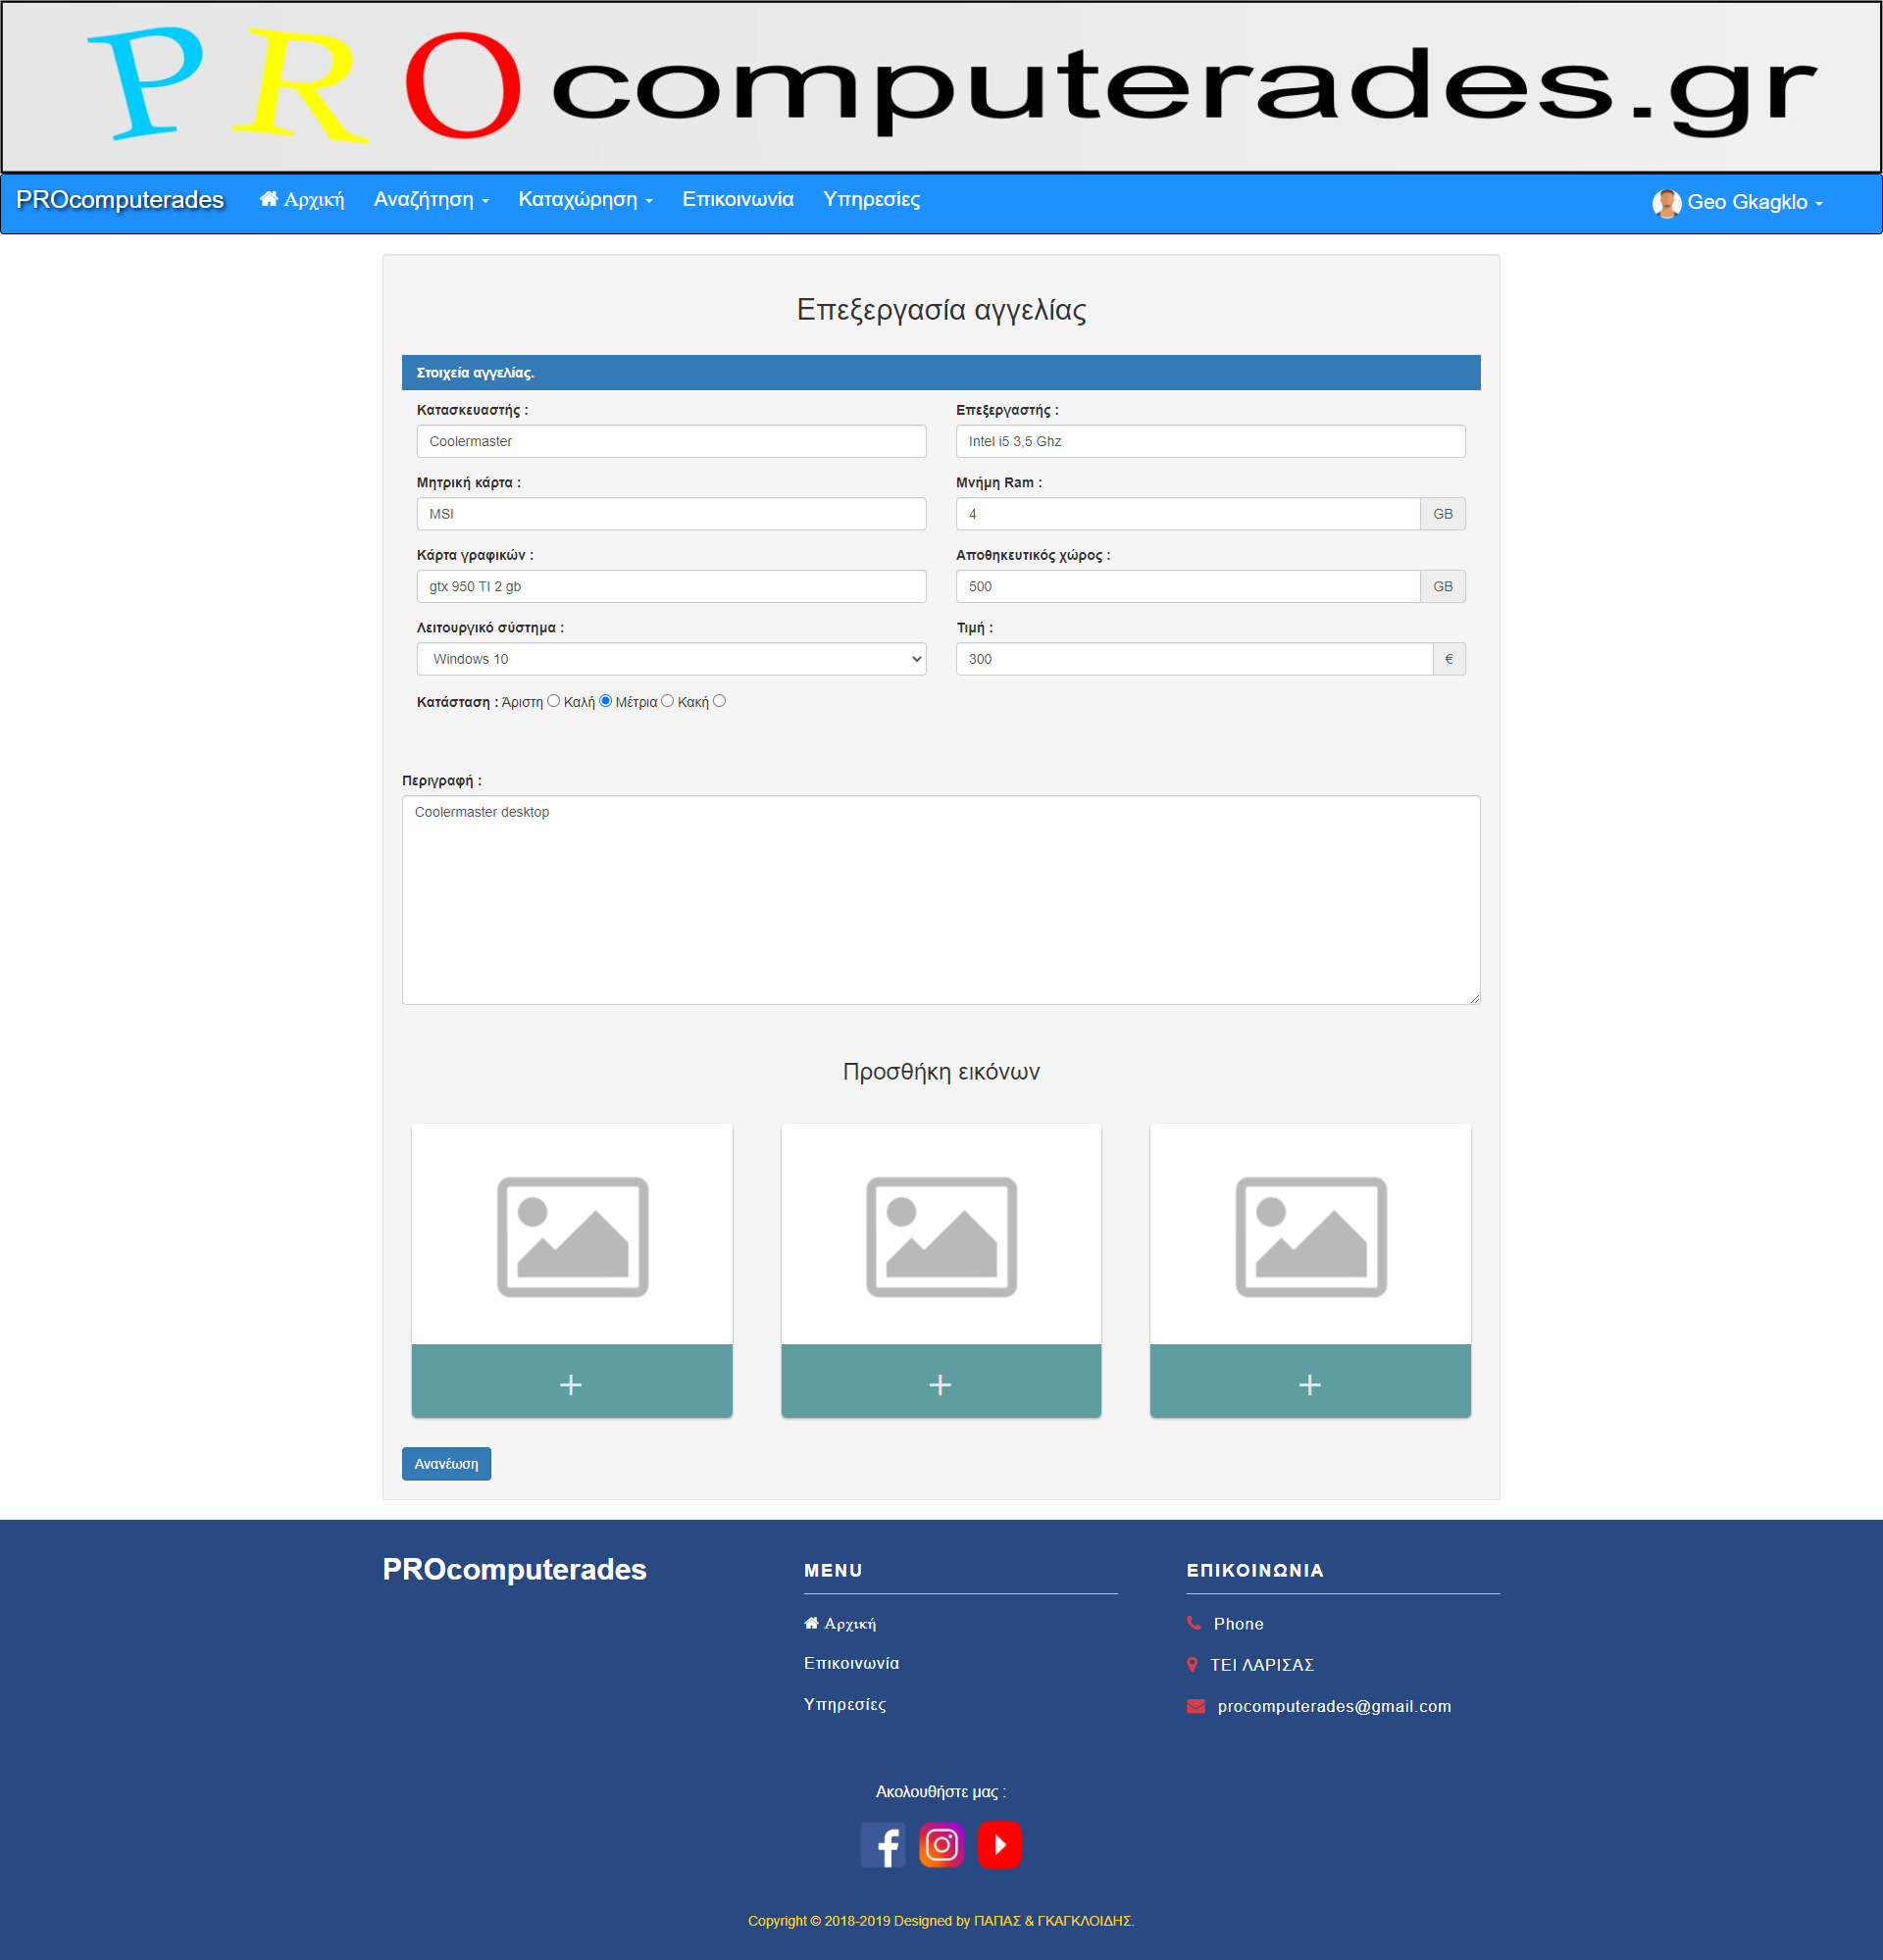 PROcomputerades.gr
PROcomputerades Αρχική Αναζήτηση Καταχώρηση Επικοινωνία Υπηρεσίες Geo Gkagklo
Επεξεργασία αγγελίας
Στοιχεία αγγελίας.
Κατασκευαστής : Επεξεργαστής :
Coolermaster Intel i5 3,5 Ghz
Μητρική κάρτα : Μνήμη Ram :
MSI 4 GB
Κάρτα γραφικών : Αποθηκευτικός χώρος :
gtx 950 TI 2 gb 500 GB
Λειτουργικό σύστημα : Τιμή :
Windows 10 300 €
Κατάσταση : Άριστη Καλή Μέτρια Κακή
Περιγραφή :
Coolermaster desktop
Προσθήκη εικόνων
+ + +
Ανανέωση
PROcomputerades MENU ΕΠΙΚΟΙΝΩΝΙΑ
Αρχική Phone
Επικοινωνία ΤΕΙ ΛΑΡΙΣΑΣ
Υπηρεσίες procomputerades@gmail.com
Ακολουθήστε μας :
Copyright © 2018-2019 Designed by ΠΑΠΑΣ & ΓΚΑΓΚΛΟΙΔΗΣ.